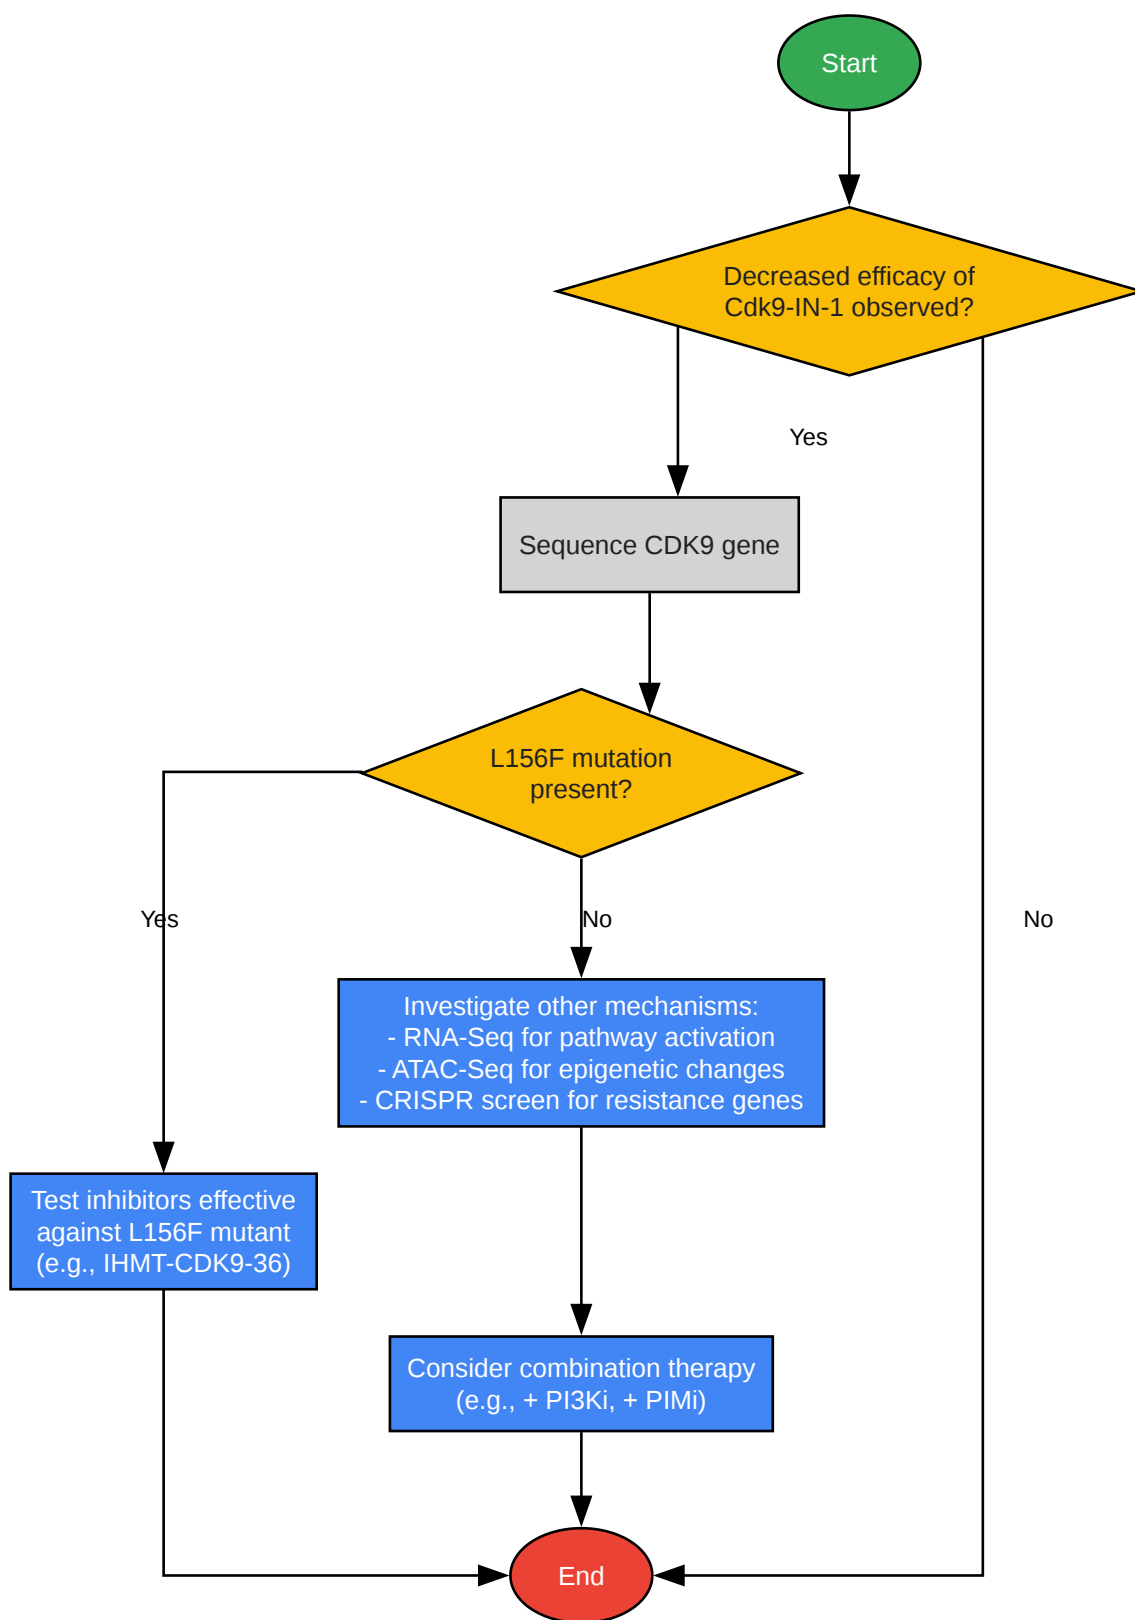 Start
Decreased efficacy of
Cdk9-IN-1 observed?
Yes
Sequence CDK9 gene
L156F mutation
present?
Yes
No
No
Investigate other mechanisms:
- RNA-Seq for pathway activation
- ATAC-Seq for epigenetic changes
- CRISPR screen for resistance genes
Test inhibitors effective
against L156F mutant
(e.g., IHMT-CDK9-36)
Consider combination therapy
(e.g., + PI3Ki, + PIMi)
End